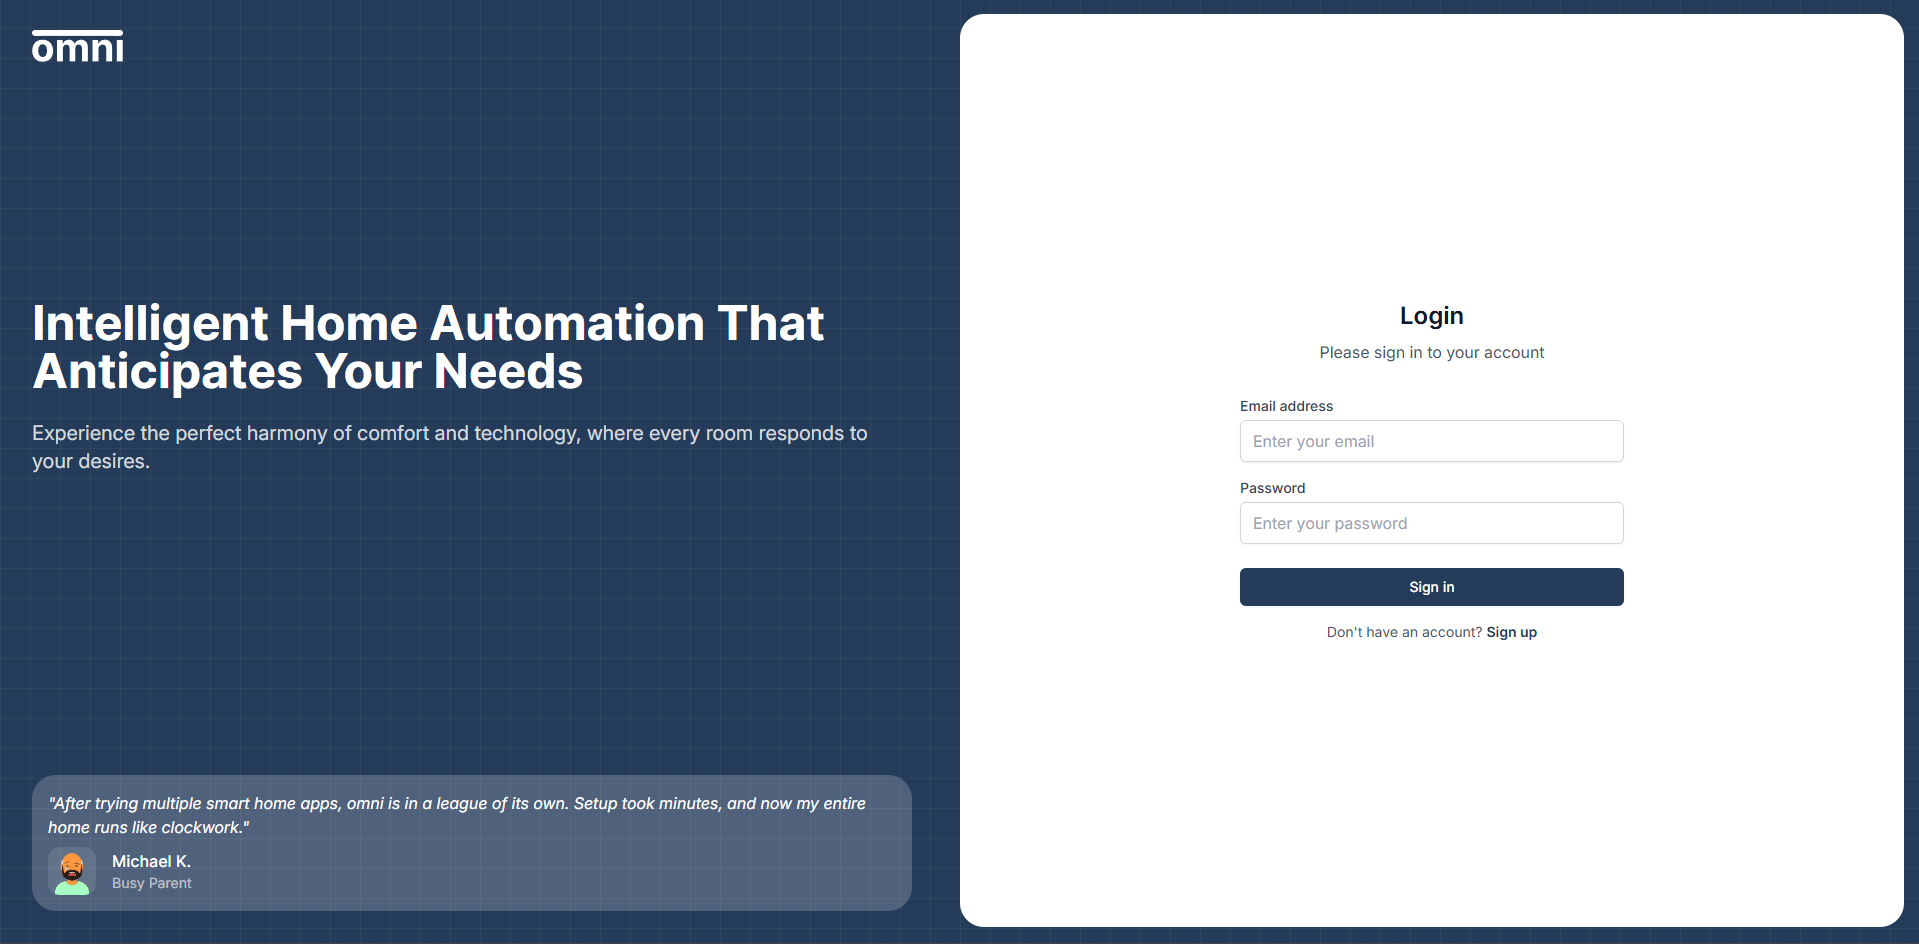 omni
Intelligent Home Automation That
Anticipates Your Needs
Experience the perfect harmony of comfort and technology, where every room responds to
your desires.
"After trying multiple smart home apps, omni is in a league of its own. Setup took minutes, and now my entire
home runs like clockwork."
Michael K.
Busy Parent
Login
Please sign in to your account
Email address
Enter your email
Password
Enter your password
Sign in
Don't have an account? Sign up